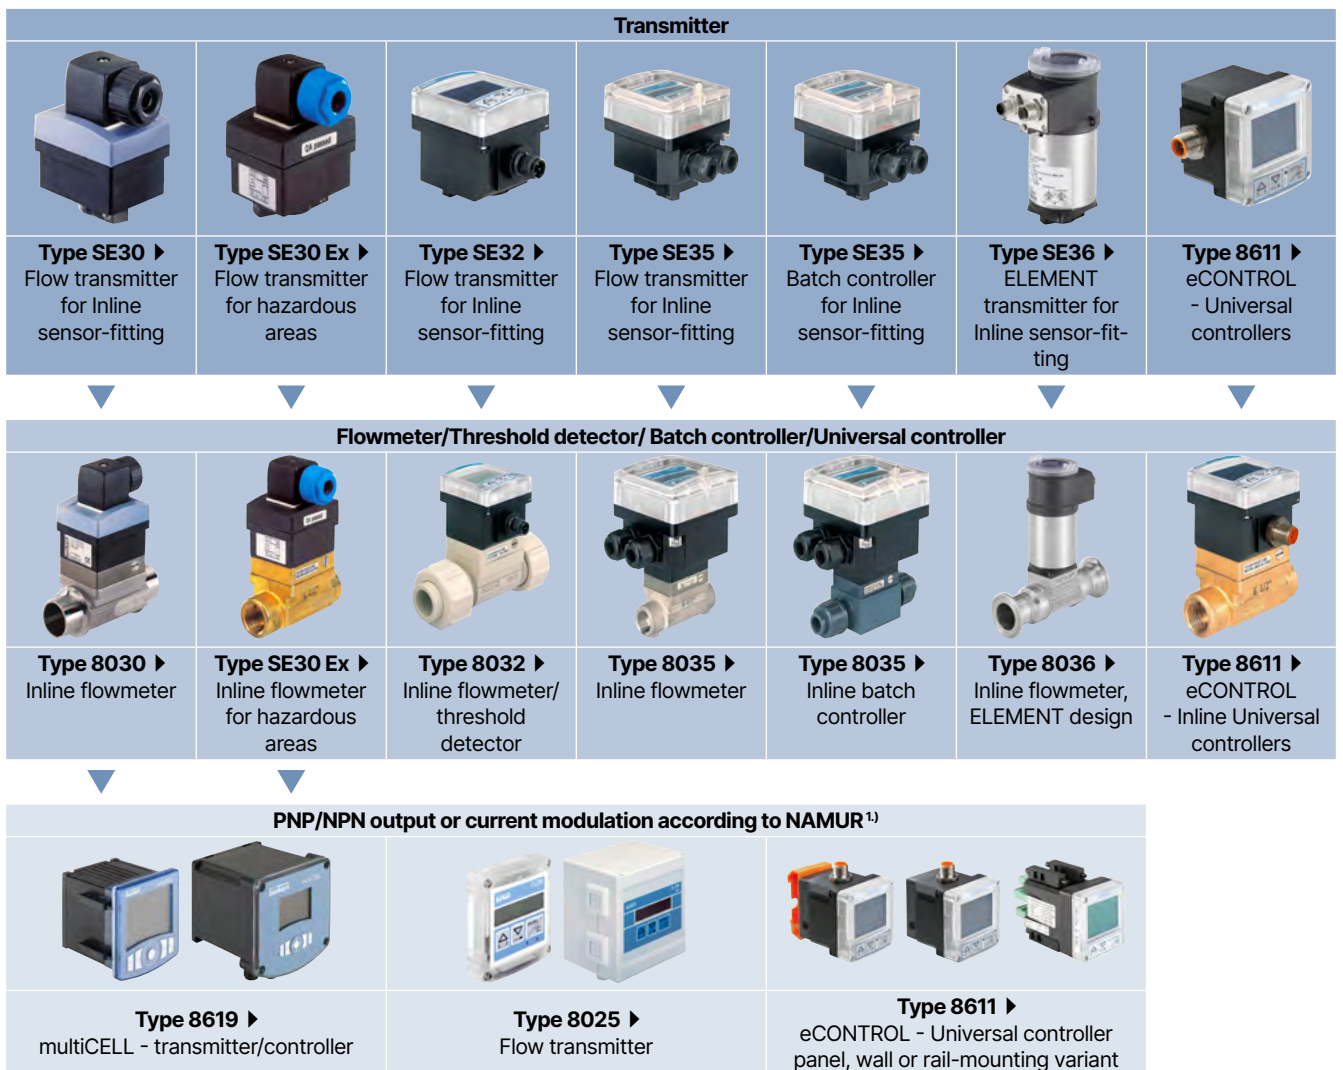 Transmitter
Type SE30 ▶
Flow transmitter
for Inline
sensor-fitting
Type SE30 Ex ▶
Flow transmitter
for hazardous
areas
Type SE32 ▶
Flow transmitter
for Inline
sensor-fitting
Type SE35 ▶
Flow transmitter
for Inline
sensor-fitting
Type SE35 ▶
Batch controller
for Inline
sensor-fitting
Type SE36 ▶
ELEMENT
transmitter for
Inline sensor-fit-
ting
Type 8611 ▶
eCONTROL
- Universal
controllers
QA passed
Flowmeter/Threshold detector/ Batch controller/Universal controller
Type 8030 ▶
Inline flowmeter
Type SE30 Ex ▶
Inline flowmeter
for hazardous
areas
Type 8032 ▶
Inline flowmeter/
threshold
detector
Type 8035 ▶
Inline flowmeter
Type 8035 ▶
Inline batch
controller
Type 8036 ▶
Inline flowmeter,
ELEMENT design
Type 8611 ▶
eCONTROL
- Inline Universal
controllers
PNP/NPN output or current modulation according to NAMUR 1.)
Type 8619 ▶
multiCELL - transmitter/controller
Type 8025 ▶
Flow transmitter
Type 8611 ▶
eCONTROL - Universal controller
panel, wall or rail-mounting variant